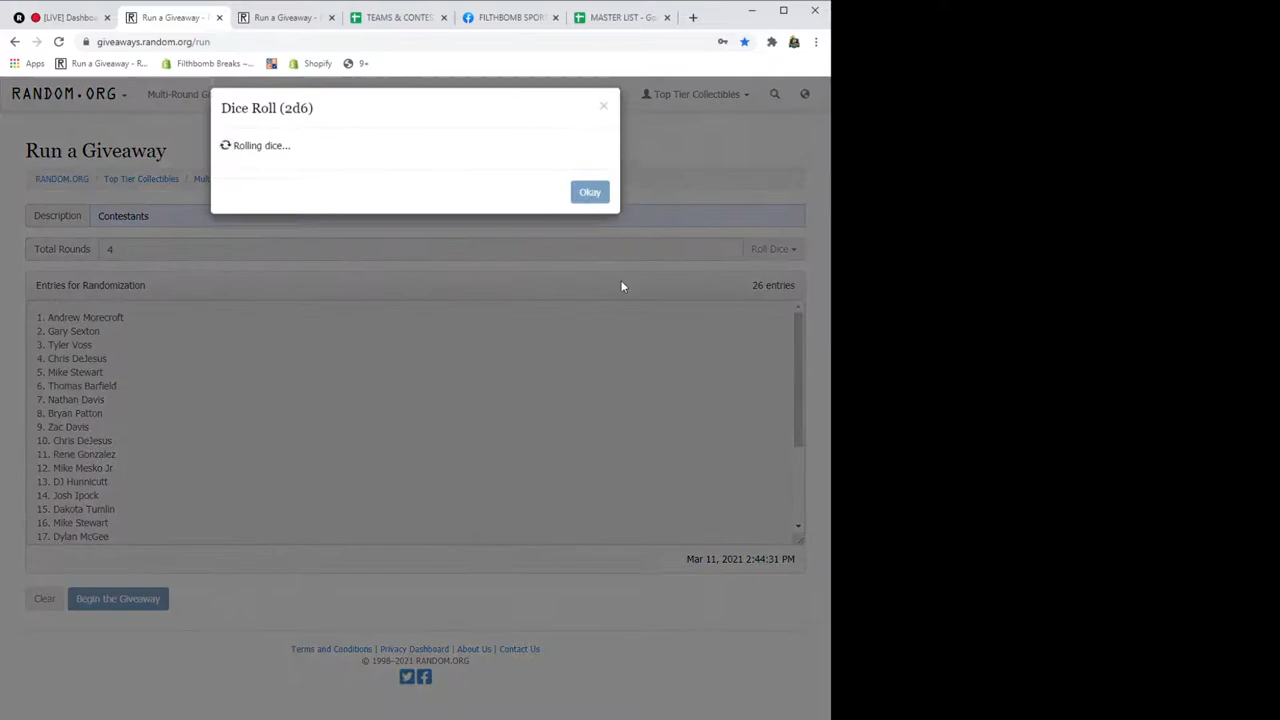 [LIVE] Dashboa
Run a Giveaway -
Run a Giveaway - F
TEAMS & CONTES
FILTHBOMB SPOR
MASTER LIST - Go
giveaways.random.org/run
Apps
Run a Giveaway - R...
Filthbomb Breaks ~...
Shopify
9+
RANDOM.ORG
Multi-Round Gi
Top Tier Collectibles
Dice Roll (2d6)
×
Rolling dice...
Okay
Run a Giveaway
RANDOM.ORG
Top Tier Collectibles
Mul
Description
Contestants
Total Rounds
4
Roll Dice
Entries for Randomization
26 entries
1. Andrew Morecroft
2. Gary Sexton
3. Tyler Voss
4. Chris DeJesus
5. Mike Stewart
6. Thomas Barfield
7. Nathan Davis
8. Bryan Patton
9. Zac Davis
10. Chris DeJesus
11. Rene Gonzalez
12. Mike Mesko Jr
13. DJ Hunnicutt
14. Josh Ipock
15. Dakota Tumlin
16. Mike Stewart
17. Dylan McGee
Mar 11, 2021 2:44:31 PM
Clear
Begin the Giveaway
Terms and Conditions | Privacy Dashboard | About Us | Contact Us
© 1998–2021 RANDOM.ORG